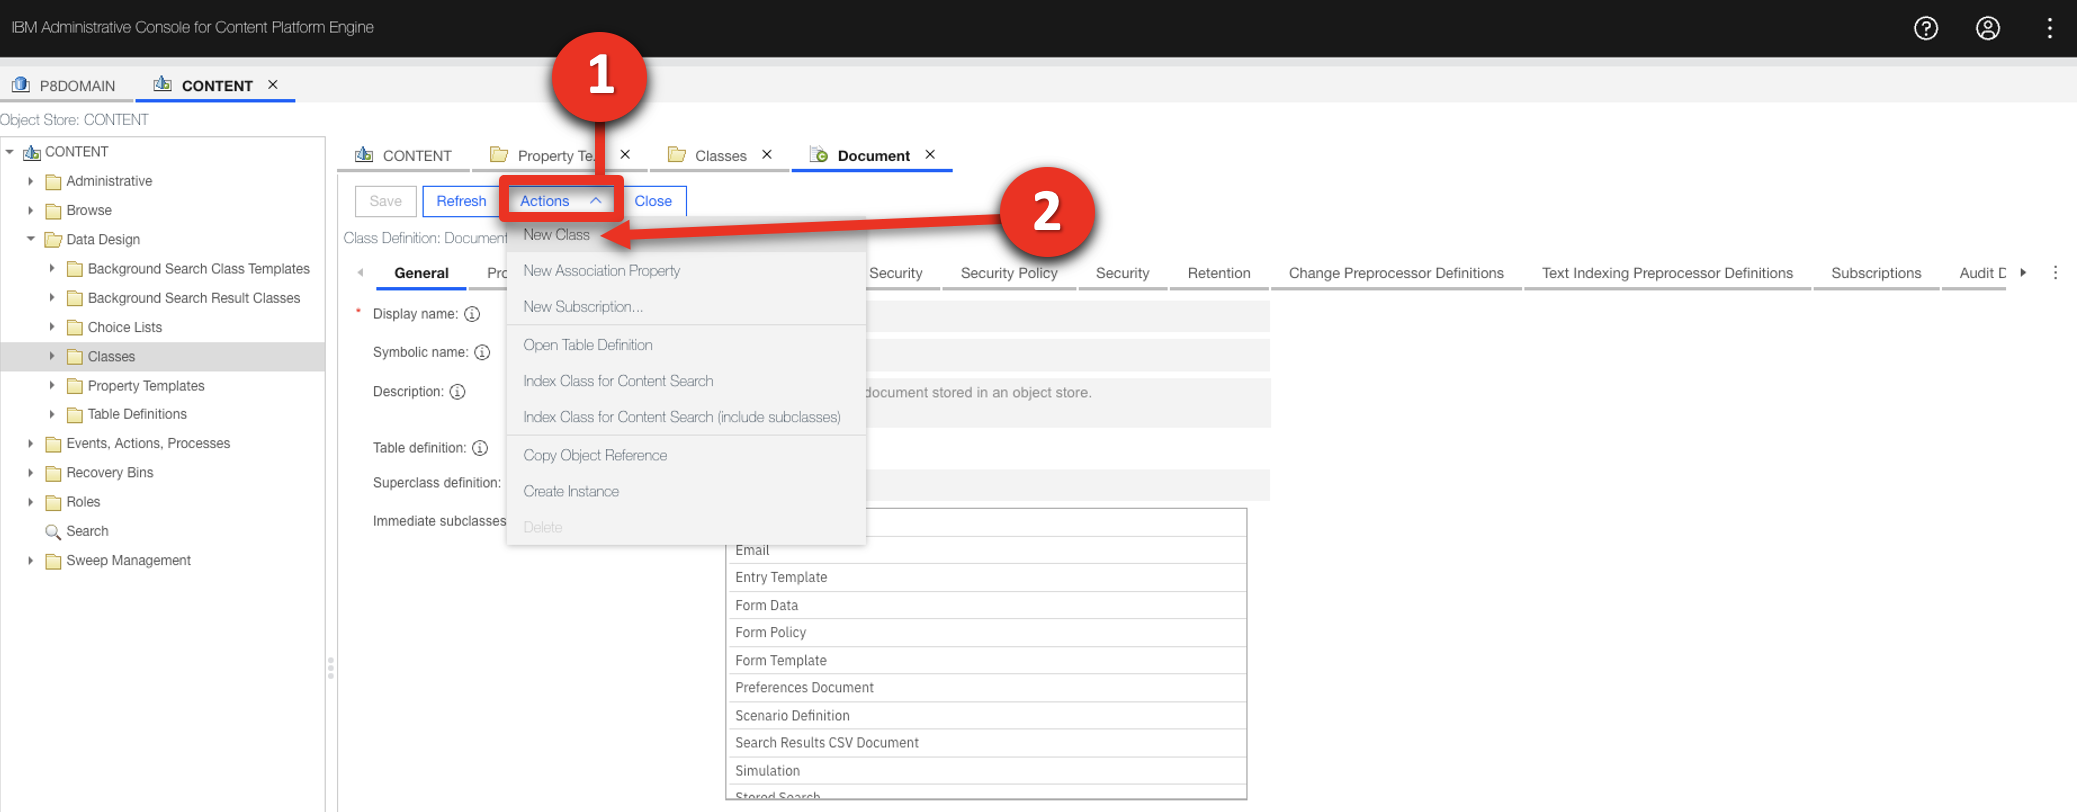 IBM Administrative Console for Content Platform Engine
1
P8DOMAIN
CONTENT
Object Store: CONTENT
CONTENT
Administrative
Browse
Data Design
Background Search Class Templates
Background Search Result Classes
Choice Lists
Classes
Property Templates
Table Definitions
Events, Actions, Processes
Recovery Bins
Roles
Search
Sweep Management
CONTENT
Property Te...
Classes
Document
Save
Refresh
Actions
Close
2
Class Definition: Document
New Class
New Association Property
New Subscription...
Open Table Definition
Index Class for Content Search
Index Class for Content Search (include subclasses)
Copy Object Reference
Create Instance
Delete
General
Security
Security Policy
Security
Retention
Change Preprocessor Definitions
Text Indexing Preprocessor Definitions
Subscriptions
Audit D
* Display name:
Symbolic name:
Description:
document stored in an object store.
Table definition:
Superclass definition:
Immediate subclasses
Email
Entry Template
Form Data
Form Policy
Form Template
Preferences Document
Scenario Definition
Search Results CSV Document
Simulation
Stored Search